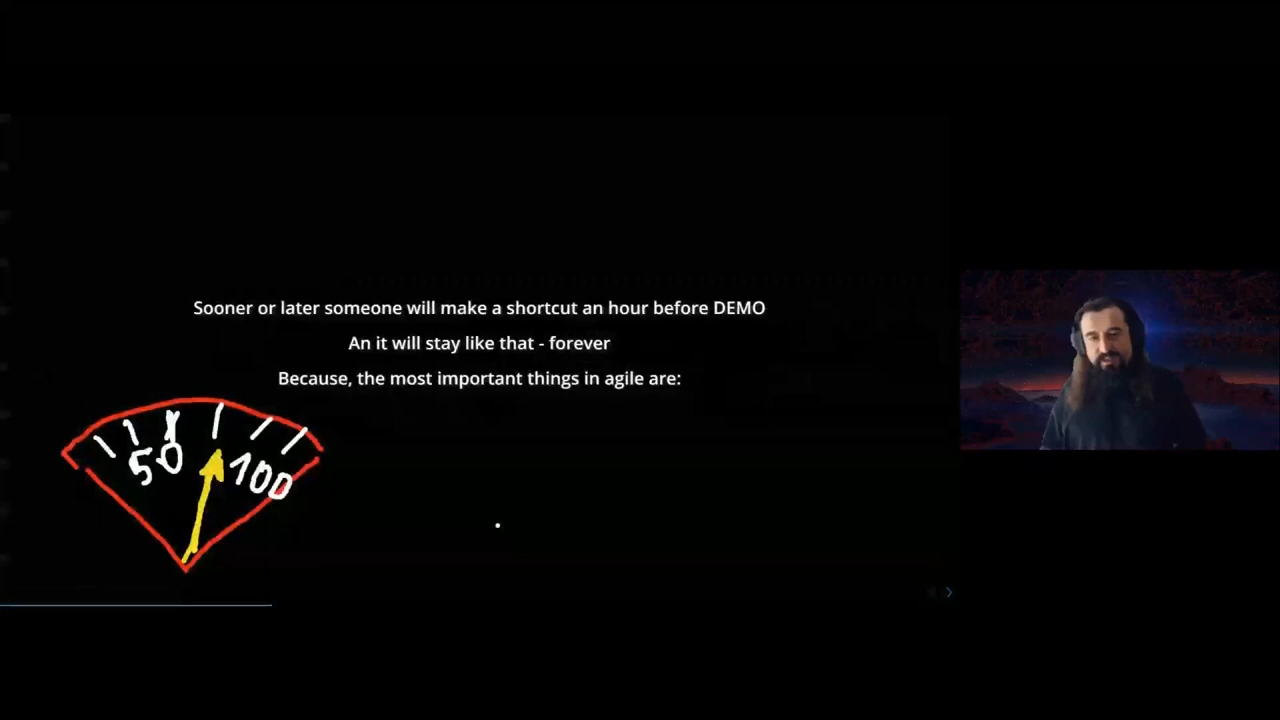 Sooner or later someone will make a shortcut an hour before DEMO
An it will stay like that - forever
Because, the most important things in agile are:
50
100